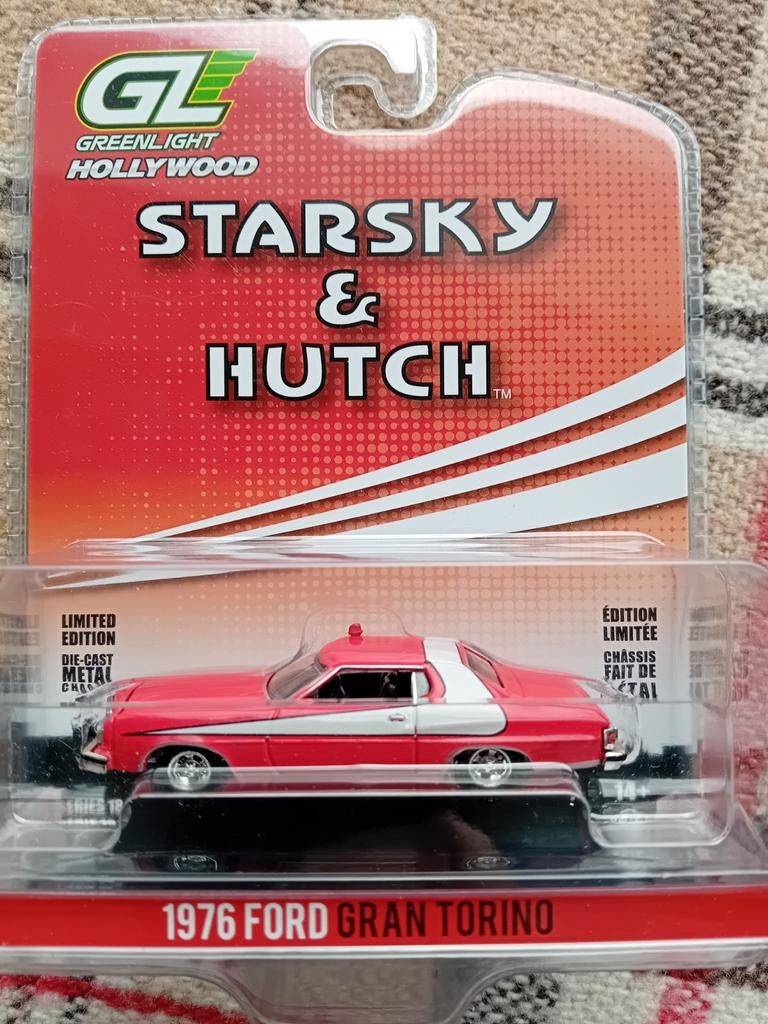 GL
GREENLIGHT
HOLLYWOOD
STARSKY
&
HUTCH™
LIMITED
EDITION
DIE-CAST
METAL
ÉDITION
LIMITÉE
CHÂSSIS
FAIT DE
14+
1976 FORD GRAN TORINO